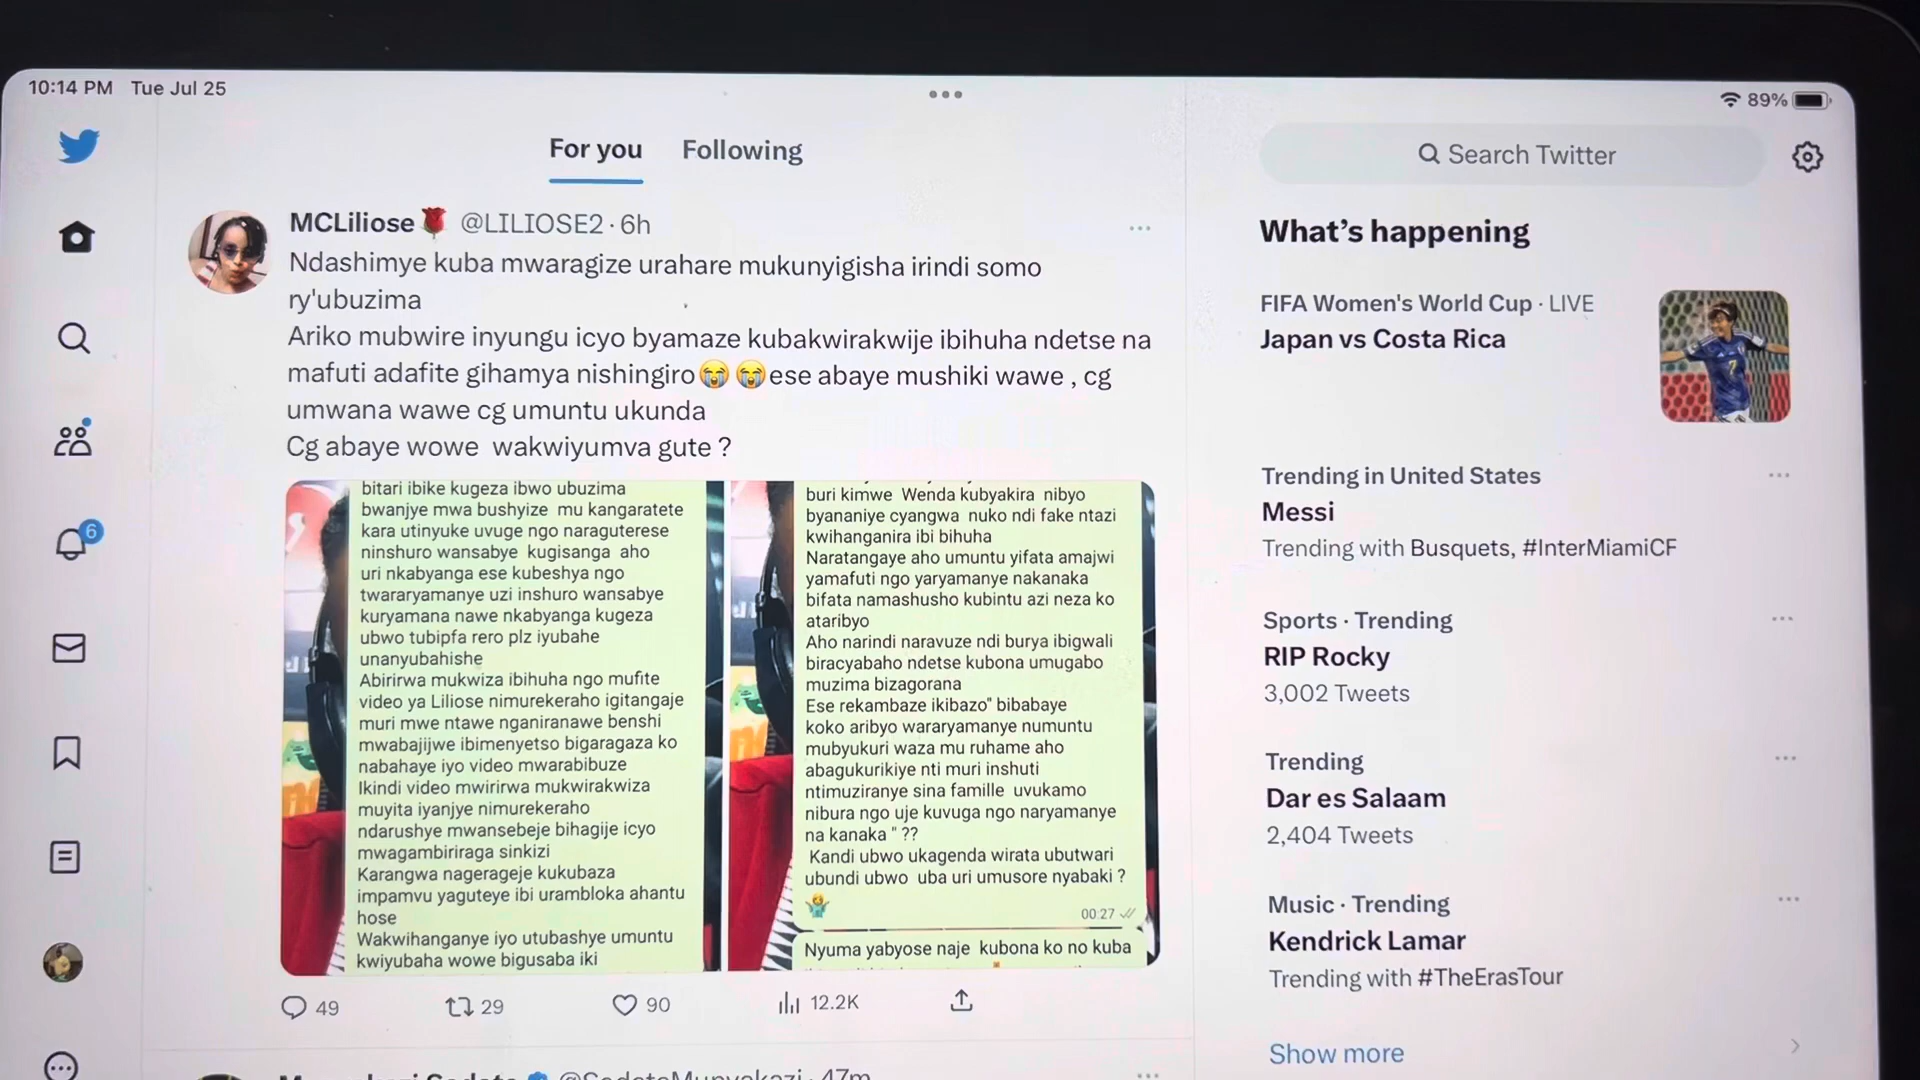 10:14 PM Tue Jul 25
89%
For you Following
Search Twitter
MCLiliose @LILIOSE2 · 6h
Ndashimye kuba mwaragize urahare mukunyigisha irindi somo
ry'ubuzima
Ariko mubwire inyungu icyo byamaze kubakwirakwije ibihuha ndetse na
mafuti adafite gihamya nishingiro😭😭ese abaye mushiki wawe , cg
umwana wawe cg umuntu ukunda
Cg abaye wowe wakwiyumva gute ?
bitari ibike kugeza ibwo ubuzima
bwanjye mwa bushyize mu kangaratete
kara utinyuke uvuge ngo naraguterese
ninshuro wansabye kugisanga aho
uri nkabyanga ese kubeshya ngo
twararyamanye uzi inshuro wansabye
kuryamana nawe nkabyanga kugeza
ubwo tubipfa rero plz iyubahe
unanyubahishe
Abirirwa mukwiza ibihuha ngo mufite
video ya Liliose nimurekeraho igitangaje
muri mwe ntawe nganiranawe benshi
mwabajijwe ibimenyetso bigaragaza ko
nabahaye iyo video mwarabibuze
Ikindi video mwirirwa mukwirakwiza
muyita iyanjye nimurekeraho
ndarushye mwansebeje bihagije icyo
mwagambiriraga sinkizi
Karangwa nagerageje kukubaza
impamvu yaguteye ibi urambloka ahantu
hose
Wakwihanganye iyo utubashye umuntu
kwiyubaha wowe bigusaba iki
buri kimwe Wenda kubyakira nibyo
byananiye cyangwa nuko ndi fake ntazi
kwihanganira ibi bihuha
Naratangaye aho umuntu yifata amajwi
yamafuti ngo yaryamanye nakanaka
bifata namashusho kubintu azi neza ko
ataribyo
Aho narindi naravuze ndi burya ibigwali
biracyabaho ndetse kubona umugabo
muzima bizagorana
Ese rekambaze ikibazo" bibabaye
koko aribyo wararyamanye numuntu
mubyukuri waza mu ruhame aho
abagukurikiye nti muri inshuti
ntimuziranye sina famille uvukamo
nibura ngo uje kuvuga ngo naryamanye
na kanaka " ??
Kandi ubwo ukagenda wirata ubutwari
ubundi ubwo uba uri umusore nyabaki ?
00:27
Nyuma yabyose naje kubona ko no kuba
49 29 90 12.2K
47m
6
What's happening
FIFA Women's World Cup · LIVE
Japan vs Costa Rica
Trending in United States
Messi
Trending with Busquets, #InterMiamiCF
Sports · Trending
RIP Rocky
3,002 Tweets
Trending
Dar es Salaam
2,404 Tweets
Music · Trending
Kendrick Lamar
Trending with #TheErasTour
Show more